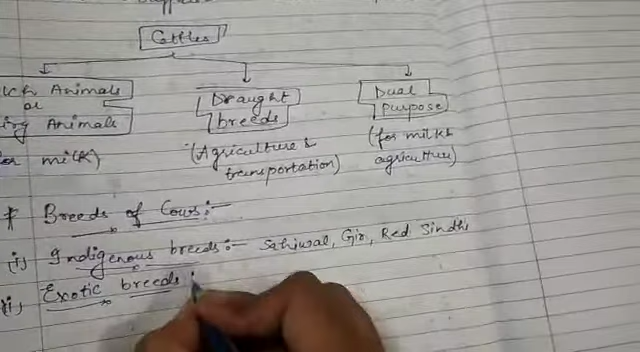 Cattles
Animals
or
Animals
milk)
Draught
breeds
(Agriculture &
transportation)
Dual
purpose
(for milk &
agriculture)
* Breeds of Cows:-
(i) Indigenous breeds:- Sahiwal, Gir, Red Sindhi
Exotic breeds :